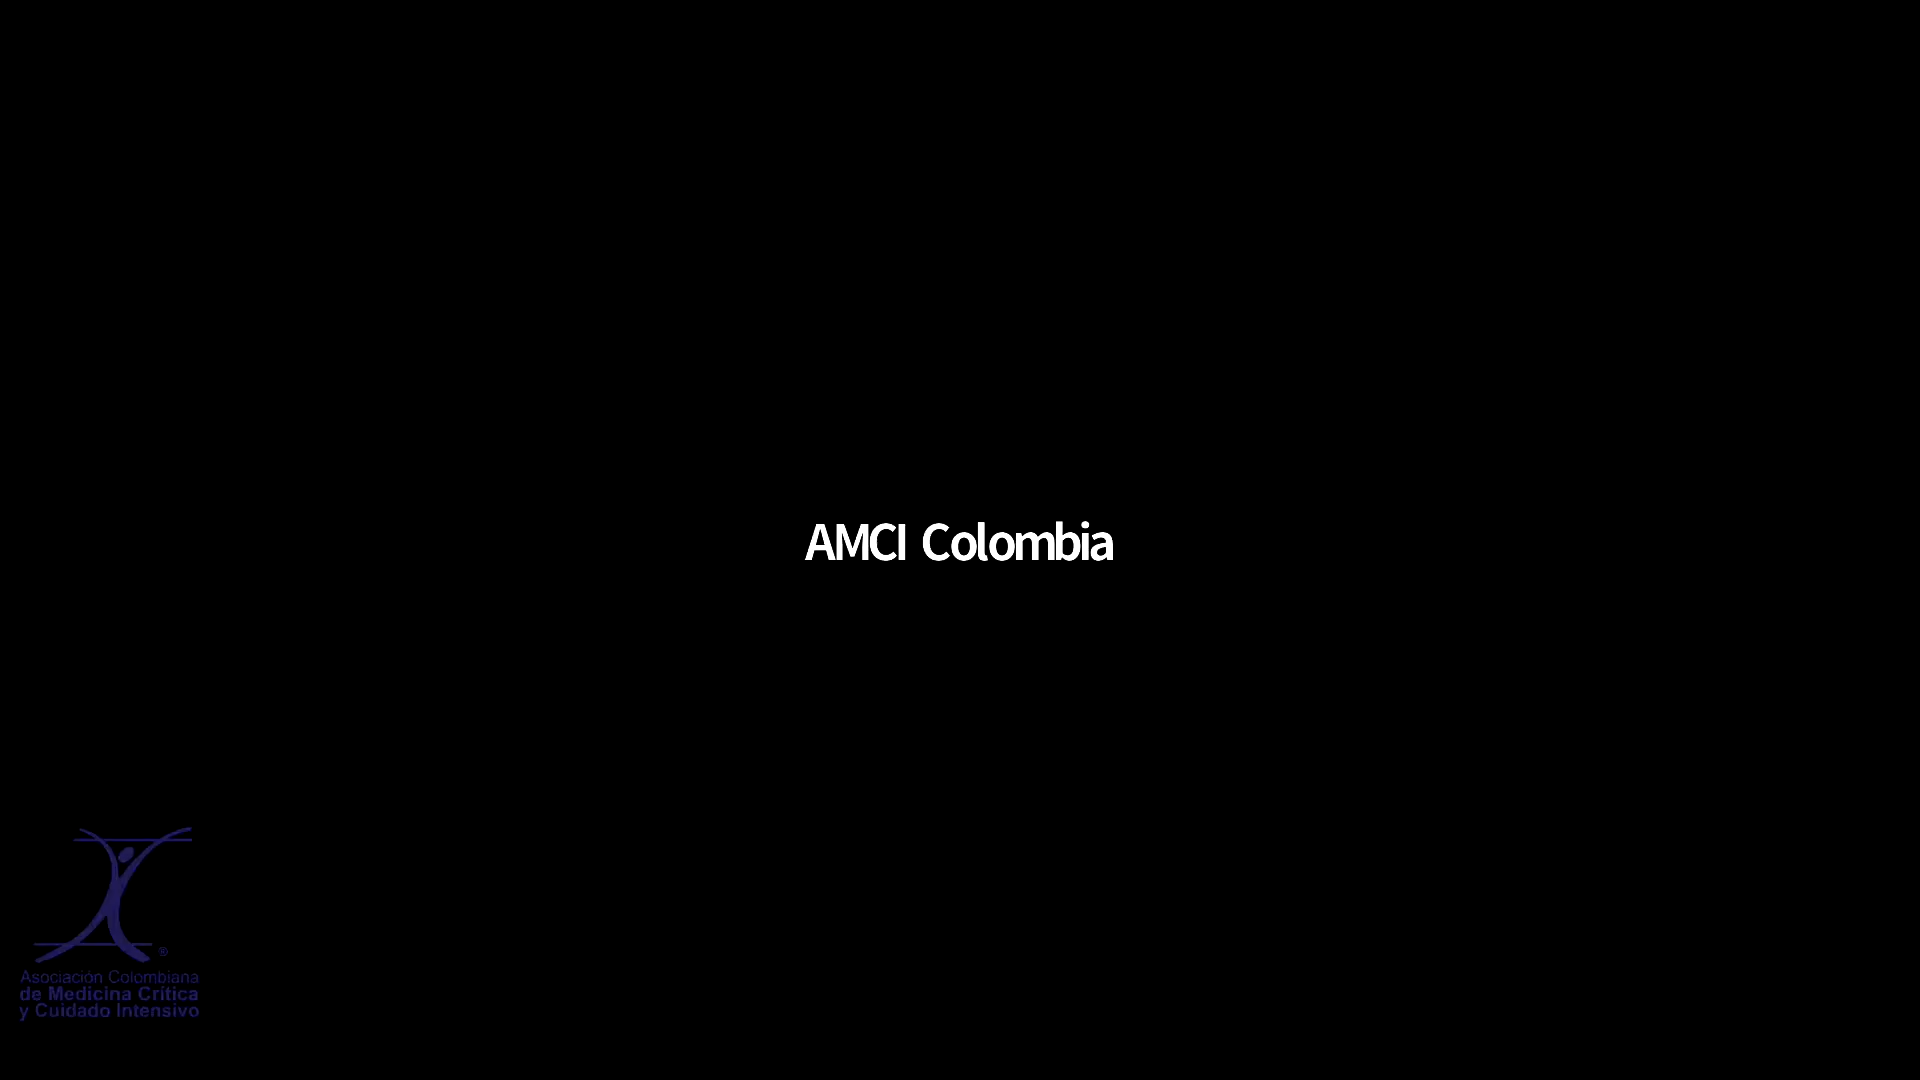 AMCI Colombia
®
Asociación Colombiana
de Medicina Crítica
y Cuidado Intensivo